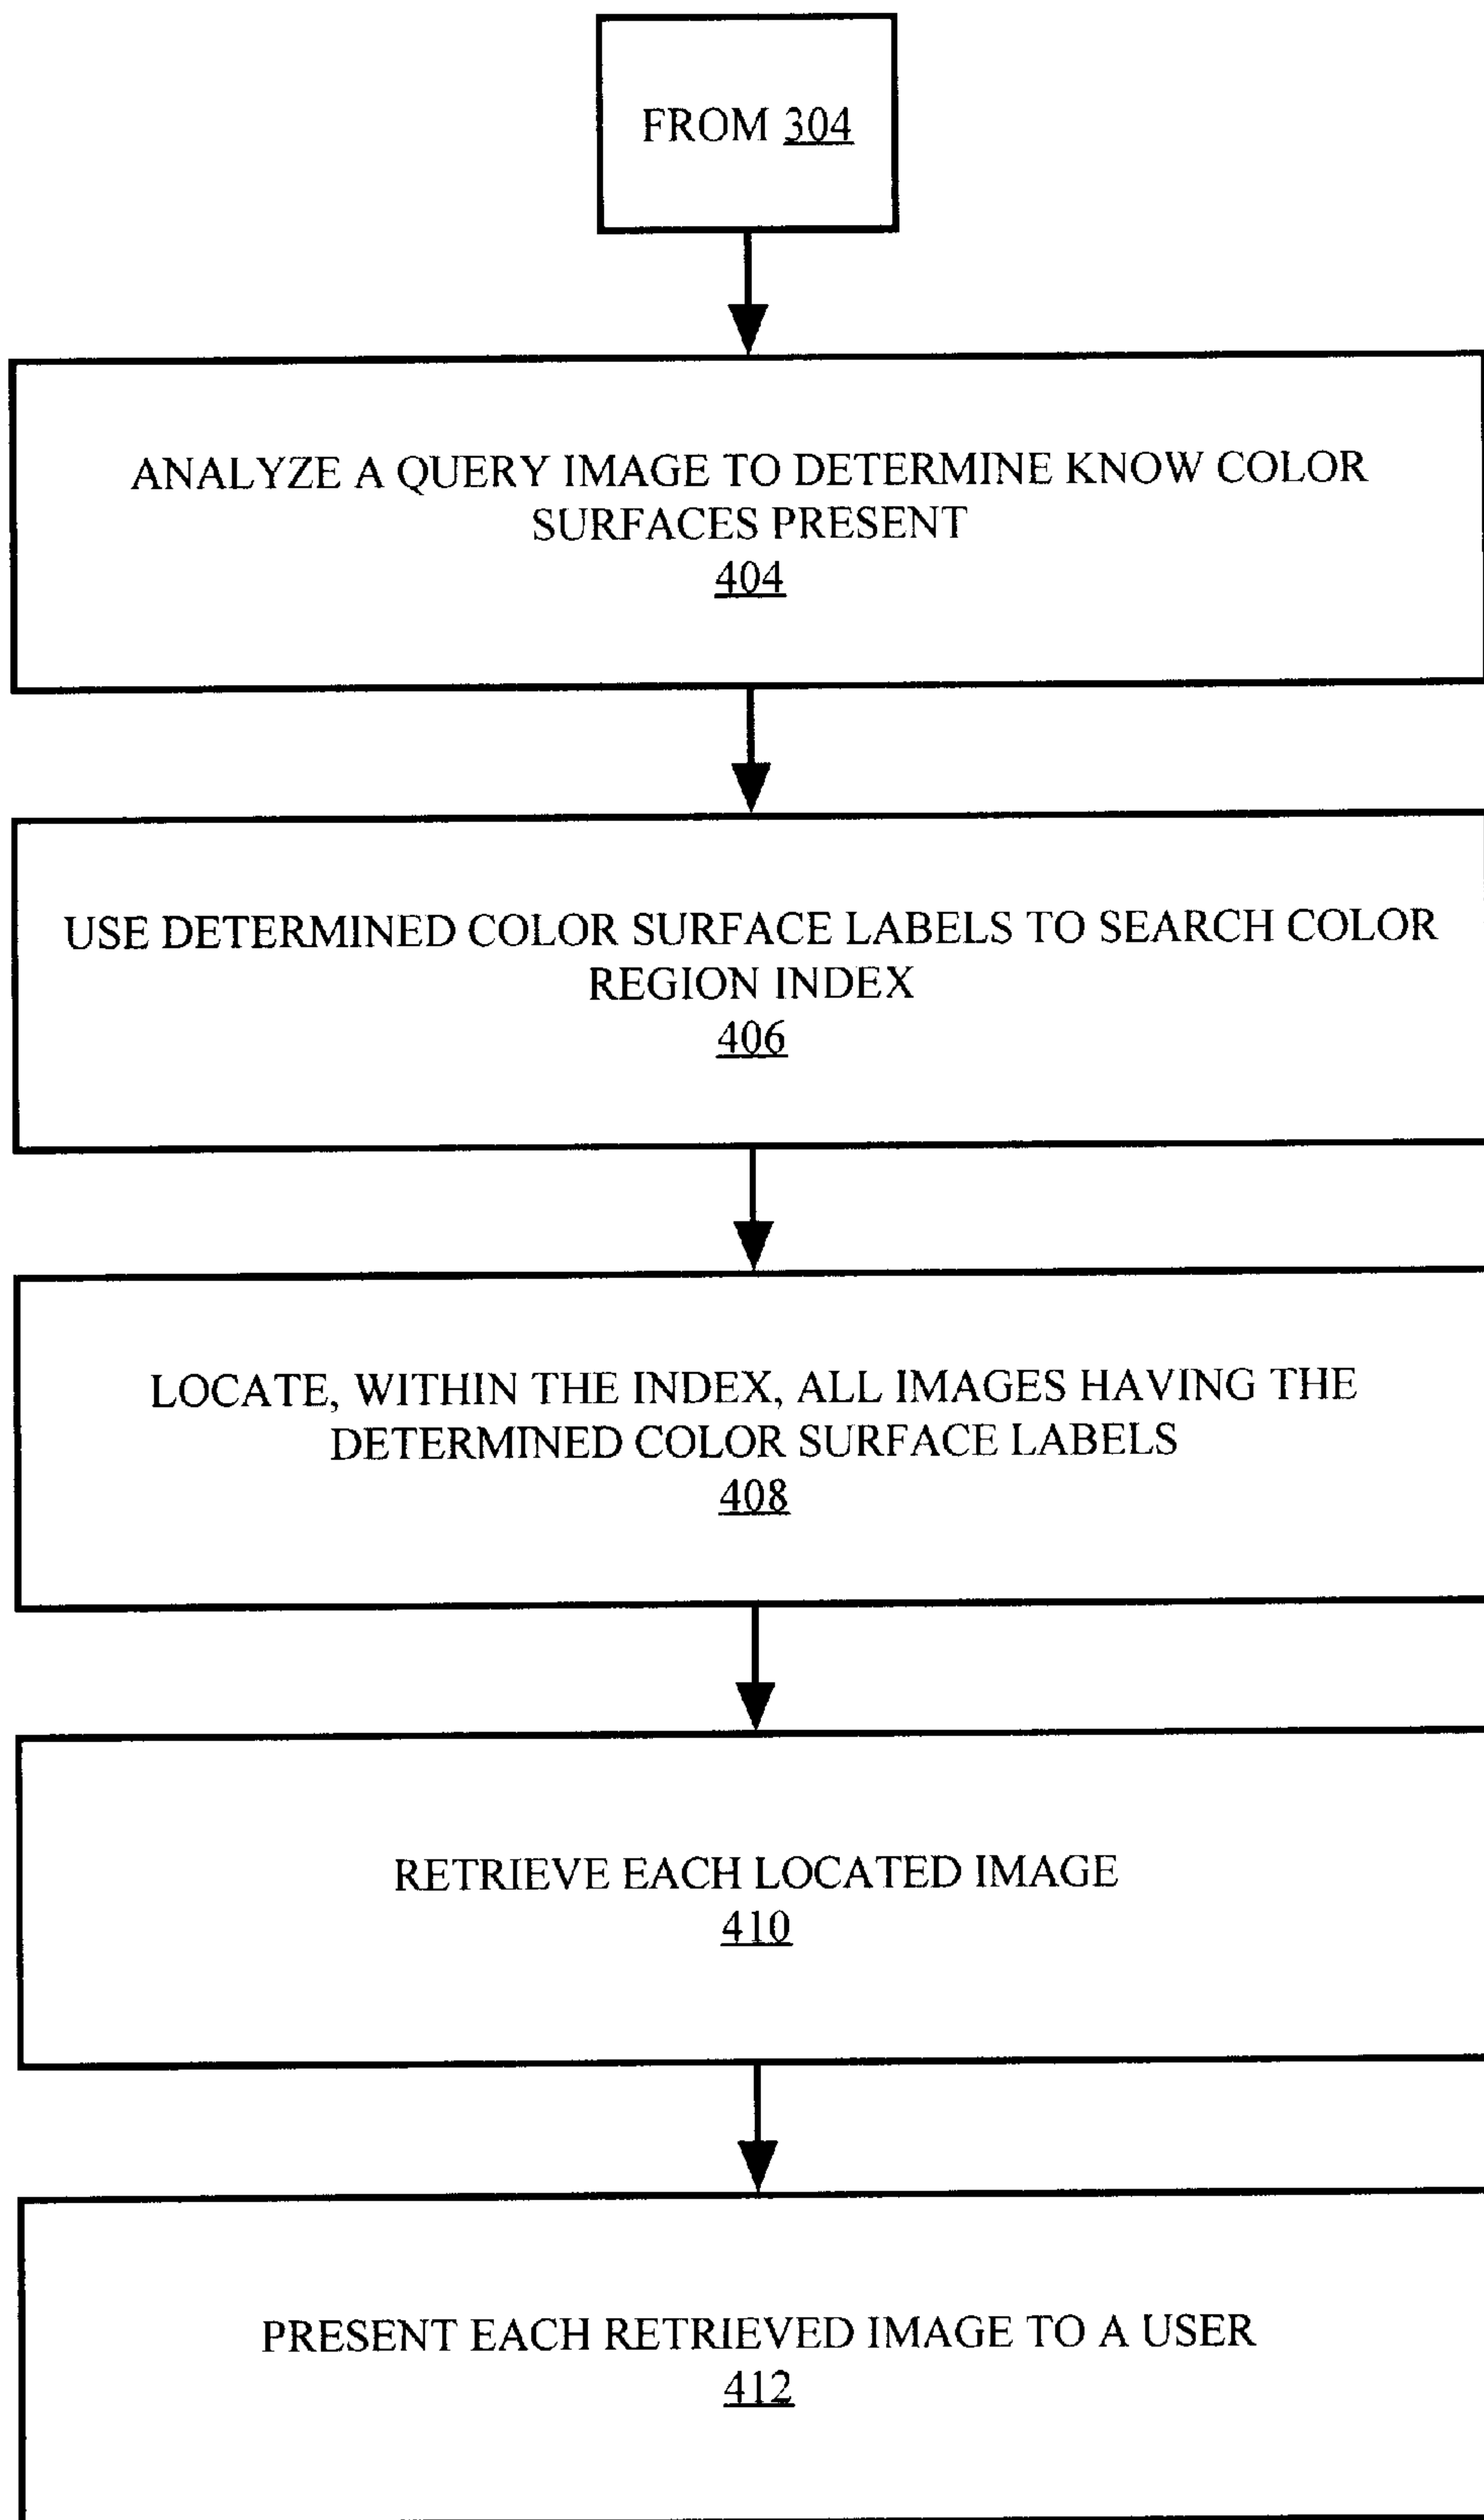 FROM 304
ANALYZE A QUERY IMAGE TO DETERMINE KNOW COLOR
SURFACES PRESENT
404
USE DETERMINED COLOR SURFACE LABELS TO SEARCH COLOR
REGION INDEX
406
LOCATE, WITHIN THE INDEX, ALL IMAGES HAVING THE
DETERMINED COLOR SURFACE LABELS
408
RETRIEVE EACH LOCATED IMAGE
410
PRESENT EACH RETRIEVED IMAGE TO A USER
412